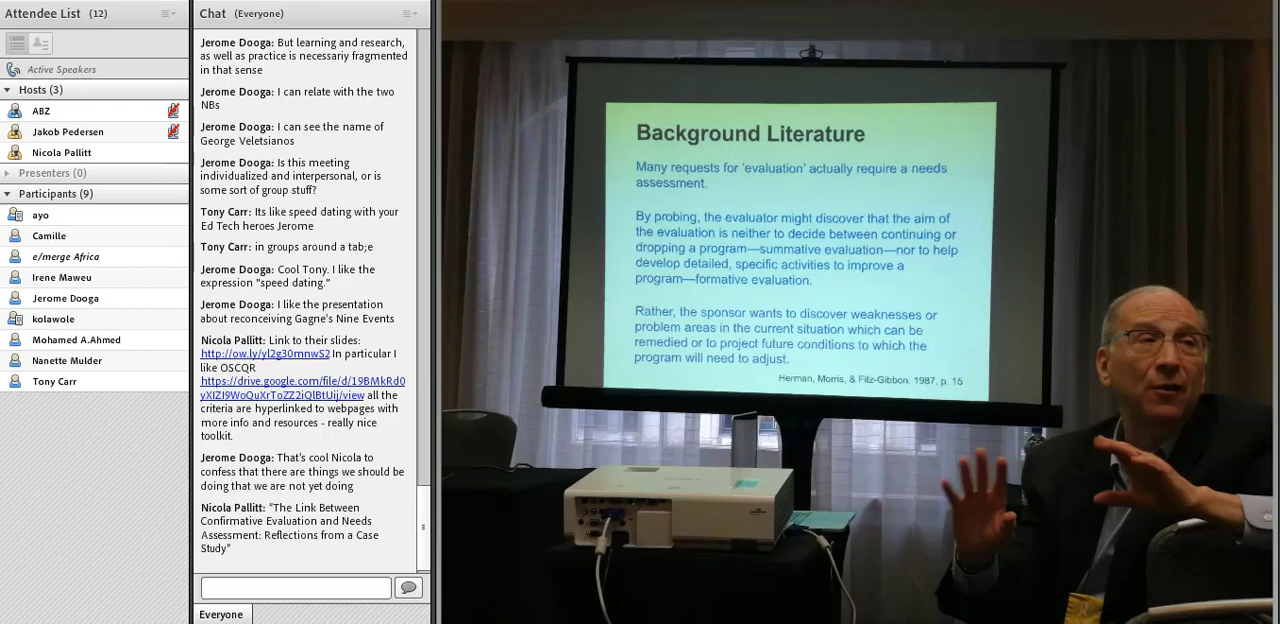 Attendee List (12)
Active Speakers
Hosts (3)
ABZ
Jakob Pedersen
Nicola Pallitt
Presenters (0)
Participants (9)
ayo
Camille
e/merge Africa
Irene Maweu
Jerome Dooga
kolawole
Mohamed A.Ahmed
Nanette Mulder
Tony Carr
Chat (Everyone)
Jerome Dooga: But learning and research,
as well as practice is necessariy fragmented
in that sense
Jerome Dooga: I can relate with the two
NBs
Jerome Dooga: I can see the name of
George Veletsianos
Jerome Dooga: Is this meeting
individualized and interpersonal, or is
some sort of group stuff?
Tony Carr: Its like speed dating with your
Ed Tech heroes Jerome
Tony Carr: in groups around a tab;e
Jerome Dooga: Cool Tony. I like the
expression "speed dating."
Jerome Dooga: I like the presentation
about reconceiving Gagne's Nine Events
Nicola Pallitt: Link to their slides:
http://ow.ly/yl2g30mnwS2 In particular I
like OSCQR
https://drive.google.com/file/d/19BMkRd0
yXIZI9WoQuXrToZZ2iQlBtUij/view all the
criteria are hyperlinked to webpages with
more info and resources - really nice
toolkit.
Jerome Dooga: That's cool Nicola to
confess that there are things we should be
doing that we are not yet doing
Nicola Pallitt: "The Link Between
Confirmative Evaluation and Needs
Assessment: Reflections from a Case
Study"
Everyone
Background Literature
Many requests for 'evaluation' actually require a needs
assessment.
By probing, the evaluator might discover that the aim of
the evaluation is neither to decide between continuing or
dropping a program—summative evaluation—nor to help
develop detailed, specific activities to improve a
program—formative evaluation.
Rather, the sponsor wants to discover weaknesses or
problem areas in the current situation which can be
remedied or to project future conditions to which the
program will need to adjust.
Herman, Morris, & Fitz-Gibbon, 1987, p. 15